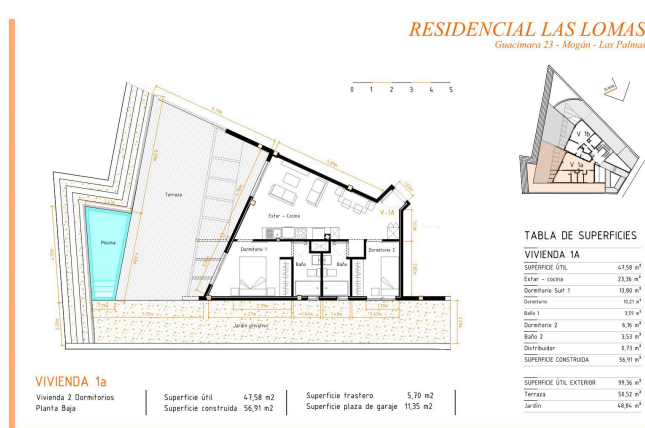 RESIDENCIAL LAS LOMAS
Guacimara 23 - Mogán - Las Palmas
0 1 2 3 4 5
Terraza
Piscina
Estar - Cocina
V-1A
Dormitorio 1
Baño
Baño
Dormitorio 2
Jardín privativo
V 1b
V 1a
TABLA DE SUPERFICIES
VIVIENDA 1A
SUPERFICIE ÚTIL 47,58 m²
Estar - cocina 23,36 m²
Dormitorio Suit 1 13,80 m²
Dormitorio 10,21 m²
Baño 1 3,59 m²
Dormitorio 2 6,16 m²
Baño 2 3,53 m²
Distribuidor 0,73 m²
SUPERFICIE CONSTRUIDA 56,91 m²
SUPERFICIE ÚTIL EXTERIOR 99,36 m²
Terraza 50,52 m²
Jardín 48,84 m²
VIVIENDA 1a
Vivienda 2 Dormitorios
Planta Baja
Superficie útil 47,58 m2
Superficie construida 56,91 m2
Superficie trastero 5,70 m2
Superficie plaza de garaje 11,35 m2